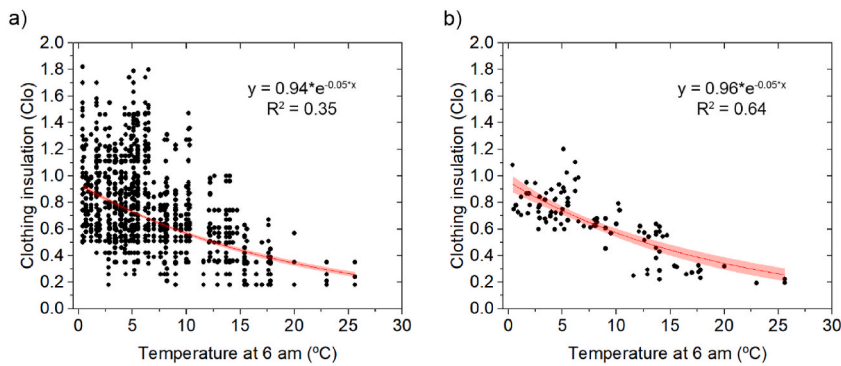 a)
2.0
1.8
1.6
1.4
1.2
1.0
0.8
0.6
0.4
0.2
0.0
Clothing insulation (Clo)
y = 0.94*e-0.05*x
R2 = 0.35
0 5 10 15 20 25 30
Temperature at 6 am (ºC)
b)
2.0
1.8
1.6
1.4
1.2
1.0
0.8
0.6
0.4
0.2
0.0
Clothing insulation (Clo)
y = 0.96*e-0.05*x
R2 = 0.64
0 5 10 15 20 25 30
Temperature at 6 am (ºC)